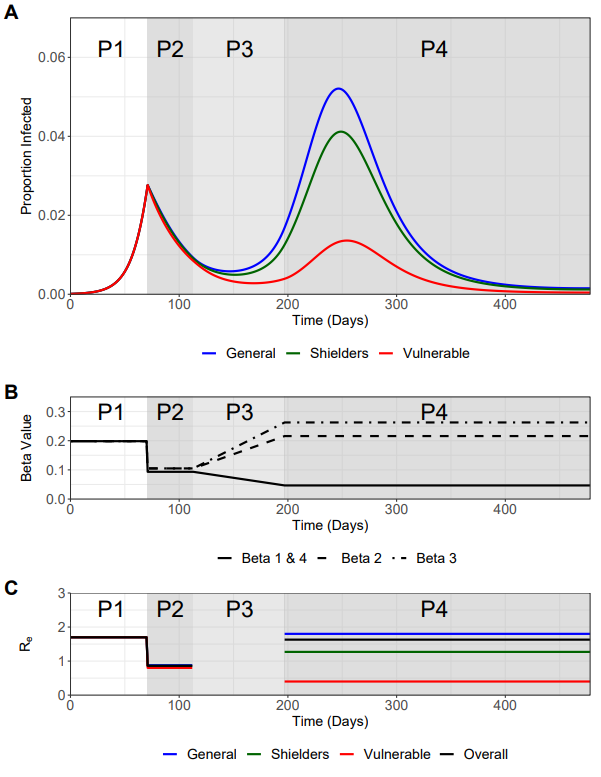 A
P1 P2 P3 P4
0.06
0.04
0.02
0.00
Proportion Infected
0 100 200 300 400
Time (Days)
General Shielders Vulnerable
B
P1 P2 P3 P4
0.3
0.2
0.1
0.0
Beta Value
0 100 200 300 400
Time (Days)
Beta 1 & 4 Beta 2 Beta 3
C
P1 P2 P3 P4
3
2
1
0
Re
0 100 200 300 400
Time (Days)
General Shielders Vulnerable Overall